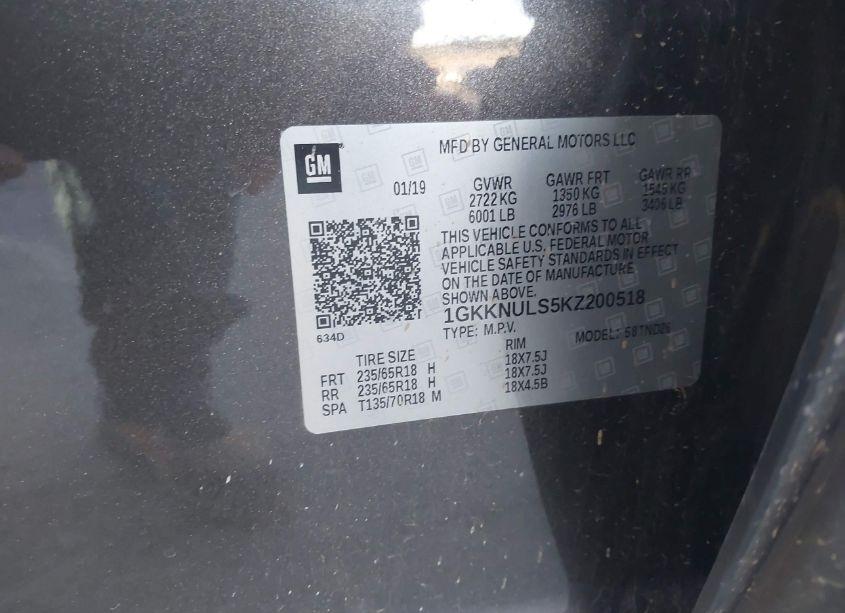 MFD BY GENERAL MOTORS LLC
GM
01/19
GVWR GAWR FRT GAWR RR
2722 KG 1350 KG 1545 KG
6001 LB 2976 LB 3406 LB
THIS VEHICLE CONFORMS TO ALL
APPLICABLE U.S. FEDERAL MOTOR
VEHICLE SAFETY STANDARDS IN EFFECT
ON THE DATE OF MANUFACTURE
SHOWN ABOVE.
1GKKNULS5KZ200518
TYPE: M.P.V. MODEL:
634D
TIRE SIZE RIM
FRT 235/65R18 H 18X7.5J
RR 235/65R18 H 18X7.5J
SPA T135/70R18 M 18X4.5B